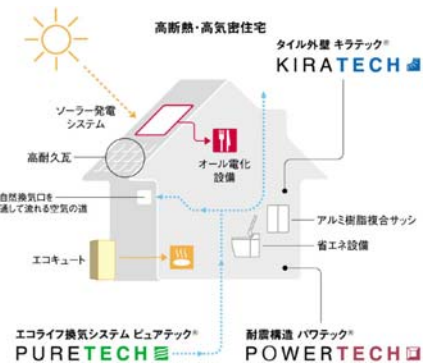 高断熱・高気密住宅
タイル外壁 キラテック®
KIRATECH
ソーラー発電
システム
高耐久瓦
オール電化
設備
自然換気口を
通して流れる空気の道
アルミ樹脂複合サッシ
省エネ設備
エコキュート
エコライフ換気システム ピュアテック®
PURETECH
耐震構造 パワテック®
POWERTECH